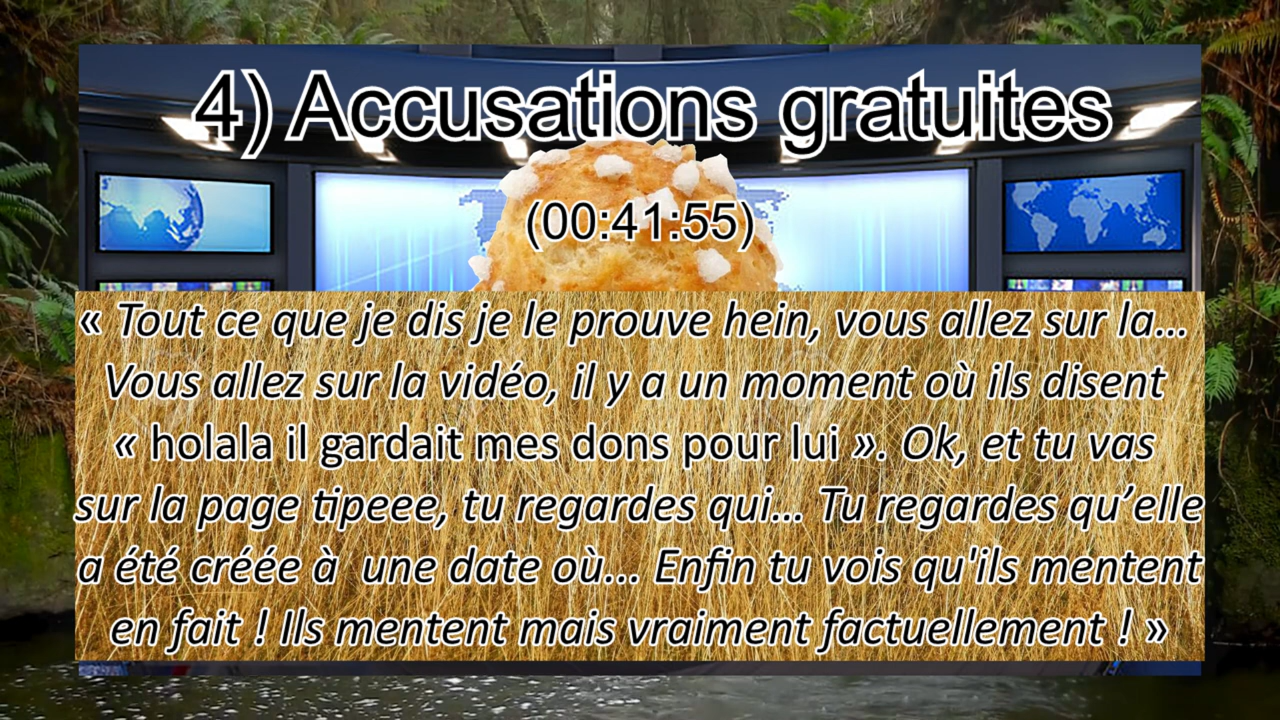 4) Accusations gratuites
(00:41:55)
« Tout ce que je dis je le prouve hein, vous allez sur la...
Vous allez sur la vidéo, il y a un moment où ils disent
« holala il gardait mes dons pour lui ». Ok, et tu vas
sur la page tipeee, tu regardes qui... Tu regardes qu’elle
a été créée à  une date où... Enfin tu vois qu'ils mentent
en fait ! Ils mentent mais vraiment factuellement ! »